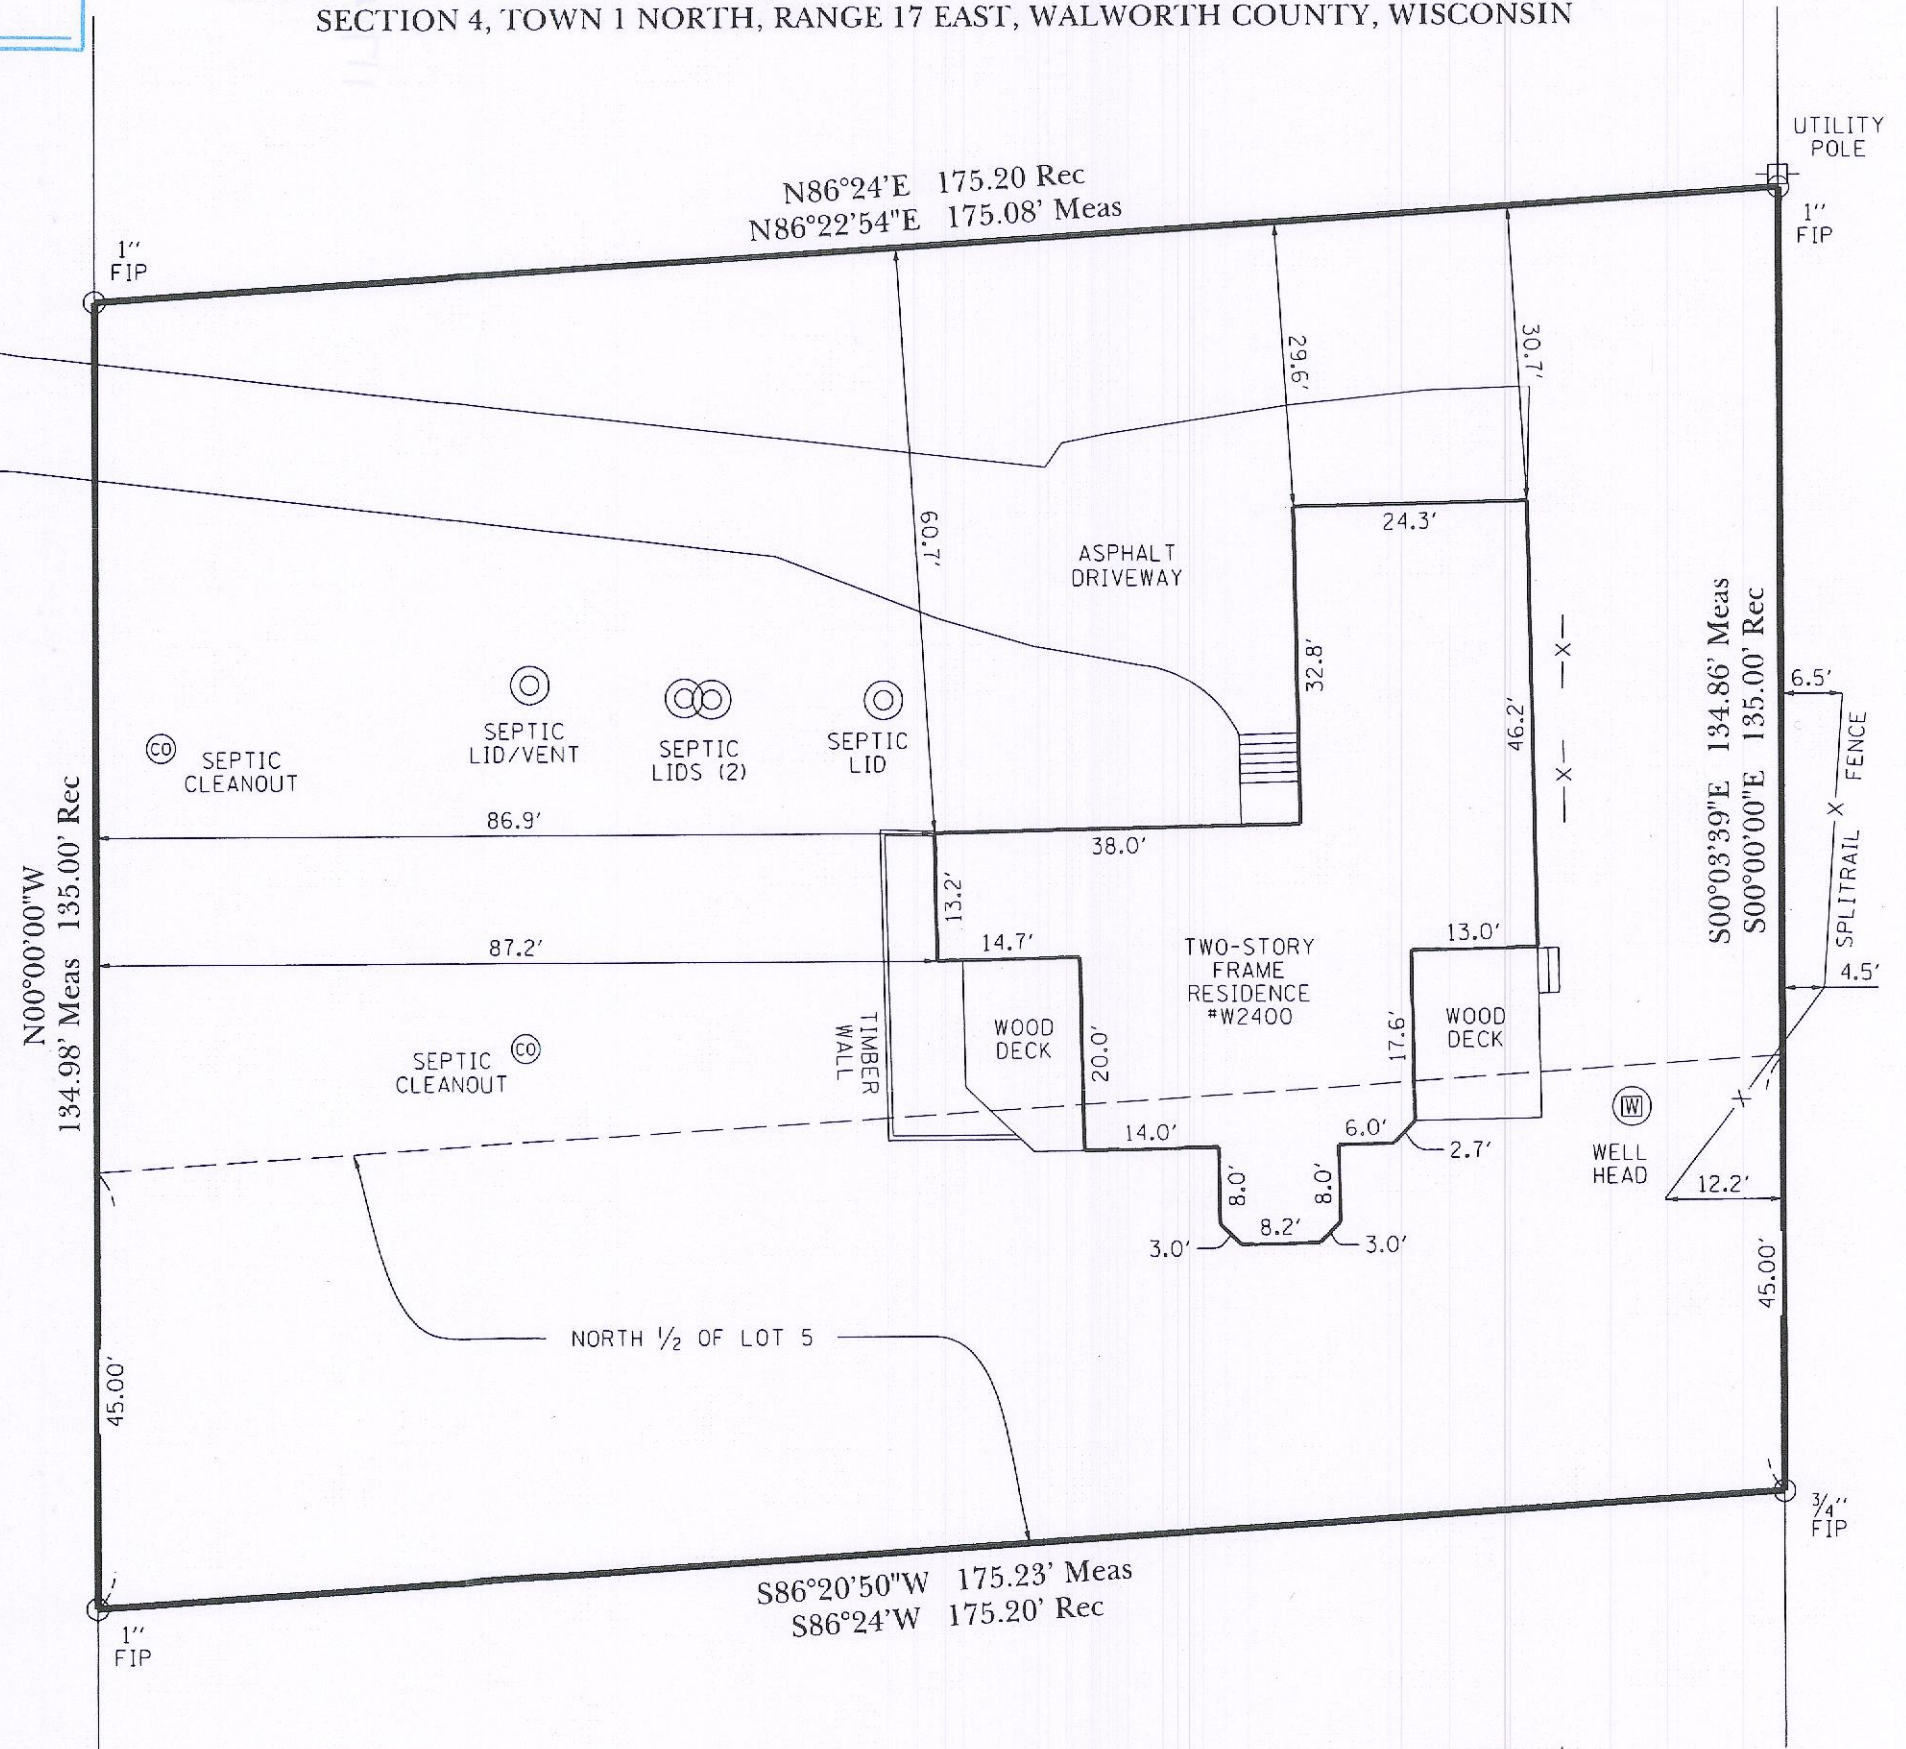 SECTION 4, TOWN 1 NORTH, RANGE 17 EAST, WALWORTH COUNTY, WISCONSIN
UTILITY
POLE
N86°24'E 175.20 Rec
N86°22'54"E 175.08' Meas
1"
FIP
1"
FIP
29.6'
30.7'
60.7'
24.3'
ASPHALT
DRIVEWAY
32.8'
46.2'
X
X
S00°03'39"E 134.86' Meas
S00°00'00"E 135.00' Rec
6.5'
SPLITRAIL X FENCE
SEPTIC
LID/VENT
SEPTIC
LIDS (2)
SEPTIC
LID
CO
SEPTIC
CLEANOUT
86.9'
38.0'
13.2'
N00°00'00"W
134.98' Meas 135.00' Rec
87.2'
14.7'
TWO-STORY
FRAME
RESIDENCE
#W2400
13.0'
4.5'
WOOD
DECK
20.0'
17.6'
WOOD
DECK
TIMBER
WALL
SEPTIC
CLEANOUT
CO
14.0'
6.0'
2.7'
W
WELL
HEAD
X
12.2'
8.0'
8.0'
8.2'
3.0'
3.0'
45.00'
NORTH ½ OF LOT 5
45.00'
S86°20'50"W 175.23' Meas
S86°24'W 175.20' Rec
3/4"
FIP
1"
FIP